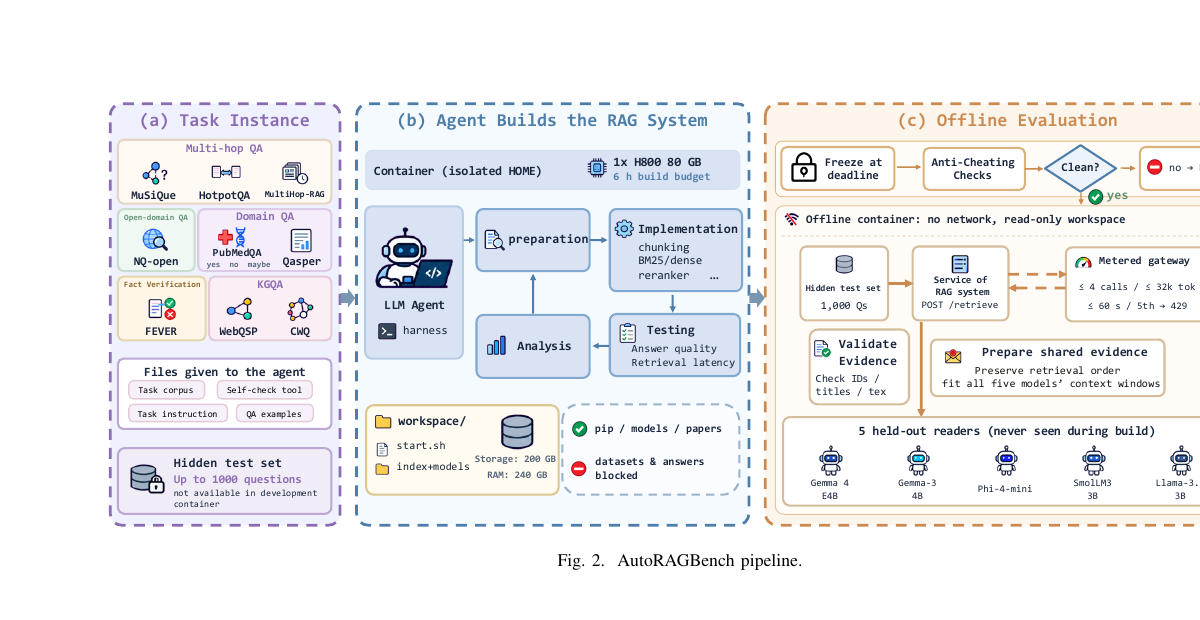 (a) Task Instance
Multi-hop QA
MuSiQue
HotpotQA
MultiHop-RAG
Open-domain QA
NQ-open
Domain QA
PubMedQA
yes no maybe
Qasper
Fact Verification
FEVER
KGQA
WebQSP
CWQ
Files given to the agent
Task corpus
Self-check tool
Task instruction
QA examples
Hidden test set
Up to 1000 questions
not available in development
container
(b) Agent Builds the RAG System
Container (isolated HOME)
1x H800 80 GB
6 h build budget
LLM Agent
harness
preparation
Implementation
chunking
BM25/dense
reranker ...
Analysis
Testing
Answer quality
Retrieval latency
workspace/
start.sh
index+models
Storage: 200 GB
RAM: 240 GB
pip / models / papers
datasets & answers
blocked
(c) Offline Evaluation
Freeze at
deadline
Anti-Cheating
Checks
Clean?
no →
yes
Offline container: no network, read-only workspace
Hidden test set
1,000 Qs
Service of
RAG system
POST /retrieve
Metered gateway
≤ 4 calls / ≤ 32k tok
≤ 60 s / 5th → 429
Validate
Evidence
Check IDs /
titles / tex
Prepare shared evidence
Preserve retrieval order
fit all five models’ context windows
5 held-out readers (never seen during build)
Gemma 4
E4B
Gemma-3
4B
Phi-4-mini
SmolLM3
3B
Llama-3.
3B
Fig. 2. AutoRAGBench pipeline.